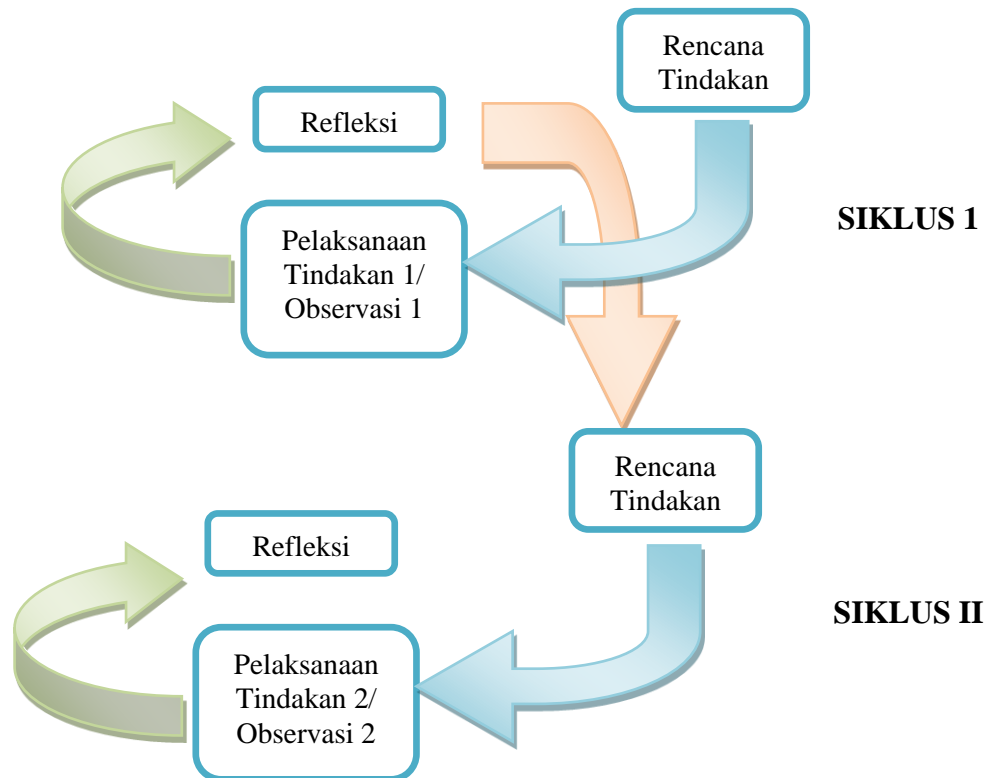 Rencana
Tindakan
Refleksi
SIKLUS 1
Pelaksanaan
Tindakan 1/
Observasi 1
Rencana
Tindakan
Refleksi
SIKLUS II
Pelaksanaan
Tindakan 2/
Observasi 2